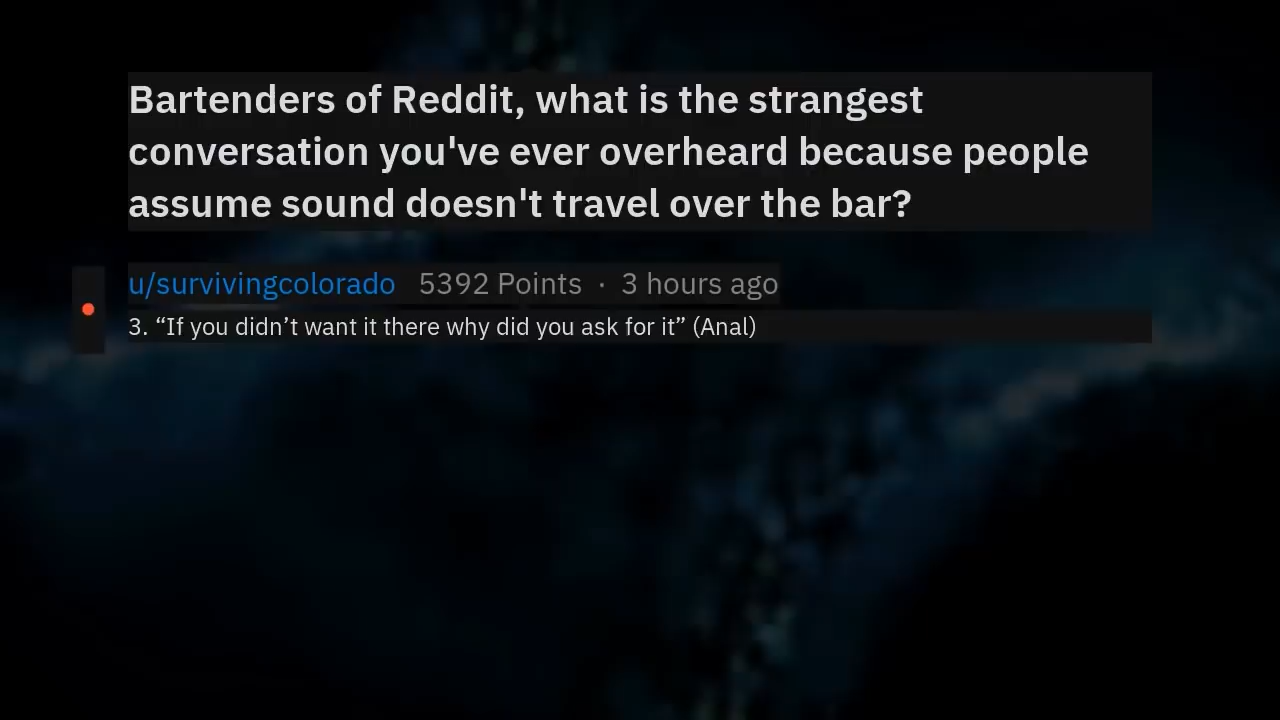 Bartenders of Reddit, what is the strangest
conversation you've ever overheard because people
assume sound doesn't travel over the bar?
u/survivingcolorado 5392 Points · 3 hours ago
3. “If you didn’t want it there why did you ask for it” (Anal)